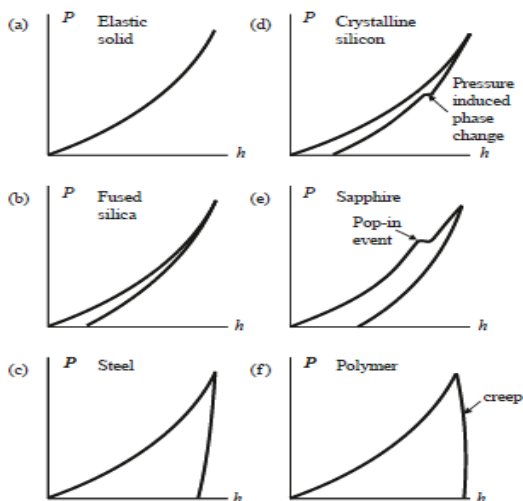 (a) P Elastic
solid
h
(d) P Crystalline
silicon
Pressure
induced
phase
change
h
(b) P Fused
silica
h
(e) P Sapphire
Pop-in
event
h
(c) P Steel
h
(f) P Polymer
creep
h